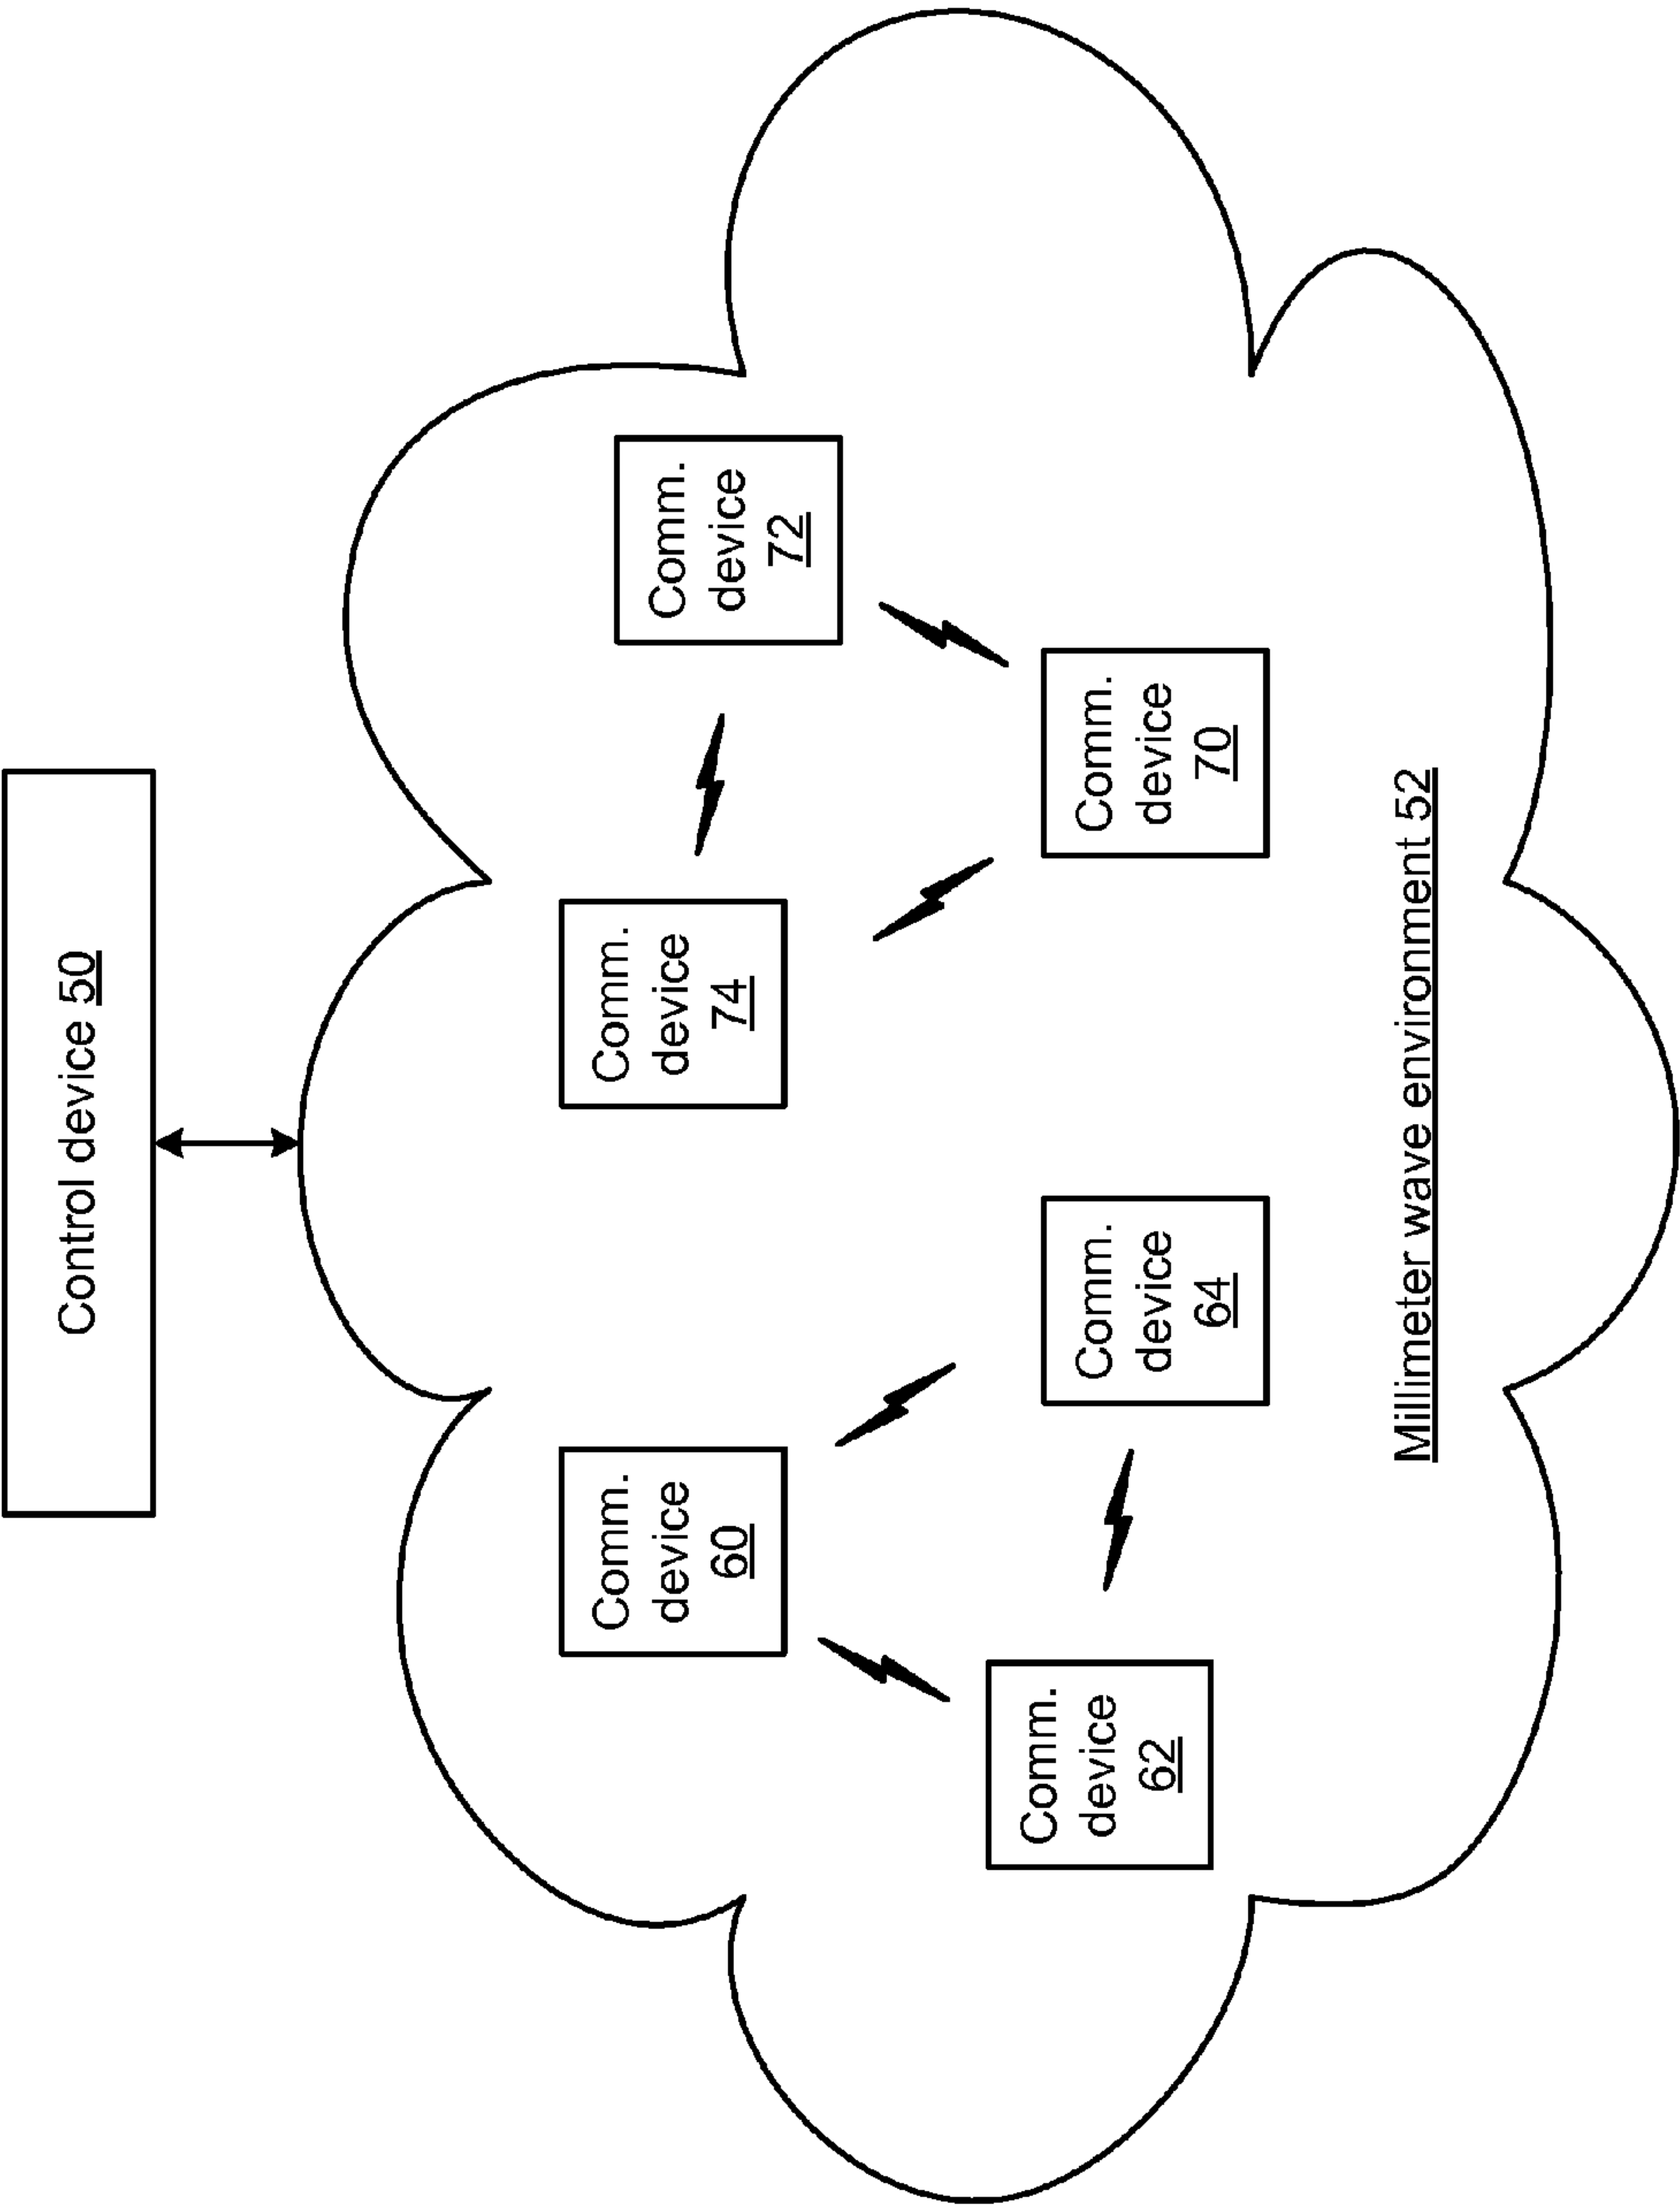 Control device 50
Comm.
device
60
Comm.
device
74
Comm.
device
72
Comm.
device
62
Comm.
device
64
Comm.
device
70
Millimeter wave environment 52